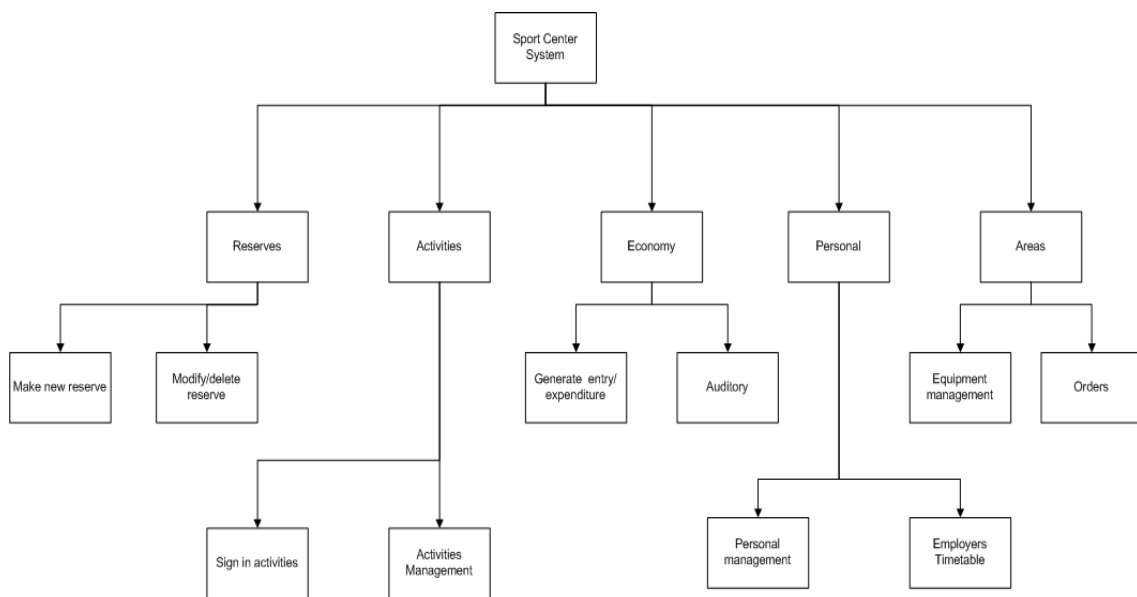 Sport Center
System
Reserves
Activities
Economy
Personal
Areas
Make new reserve
Modify/delete
reserve
Generate entry/
expenditure
Auditory
Equipment
management
Orders
Sign in activities
Activities
Management
Personal
management
Employers
Timetable